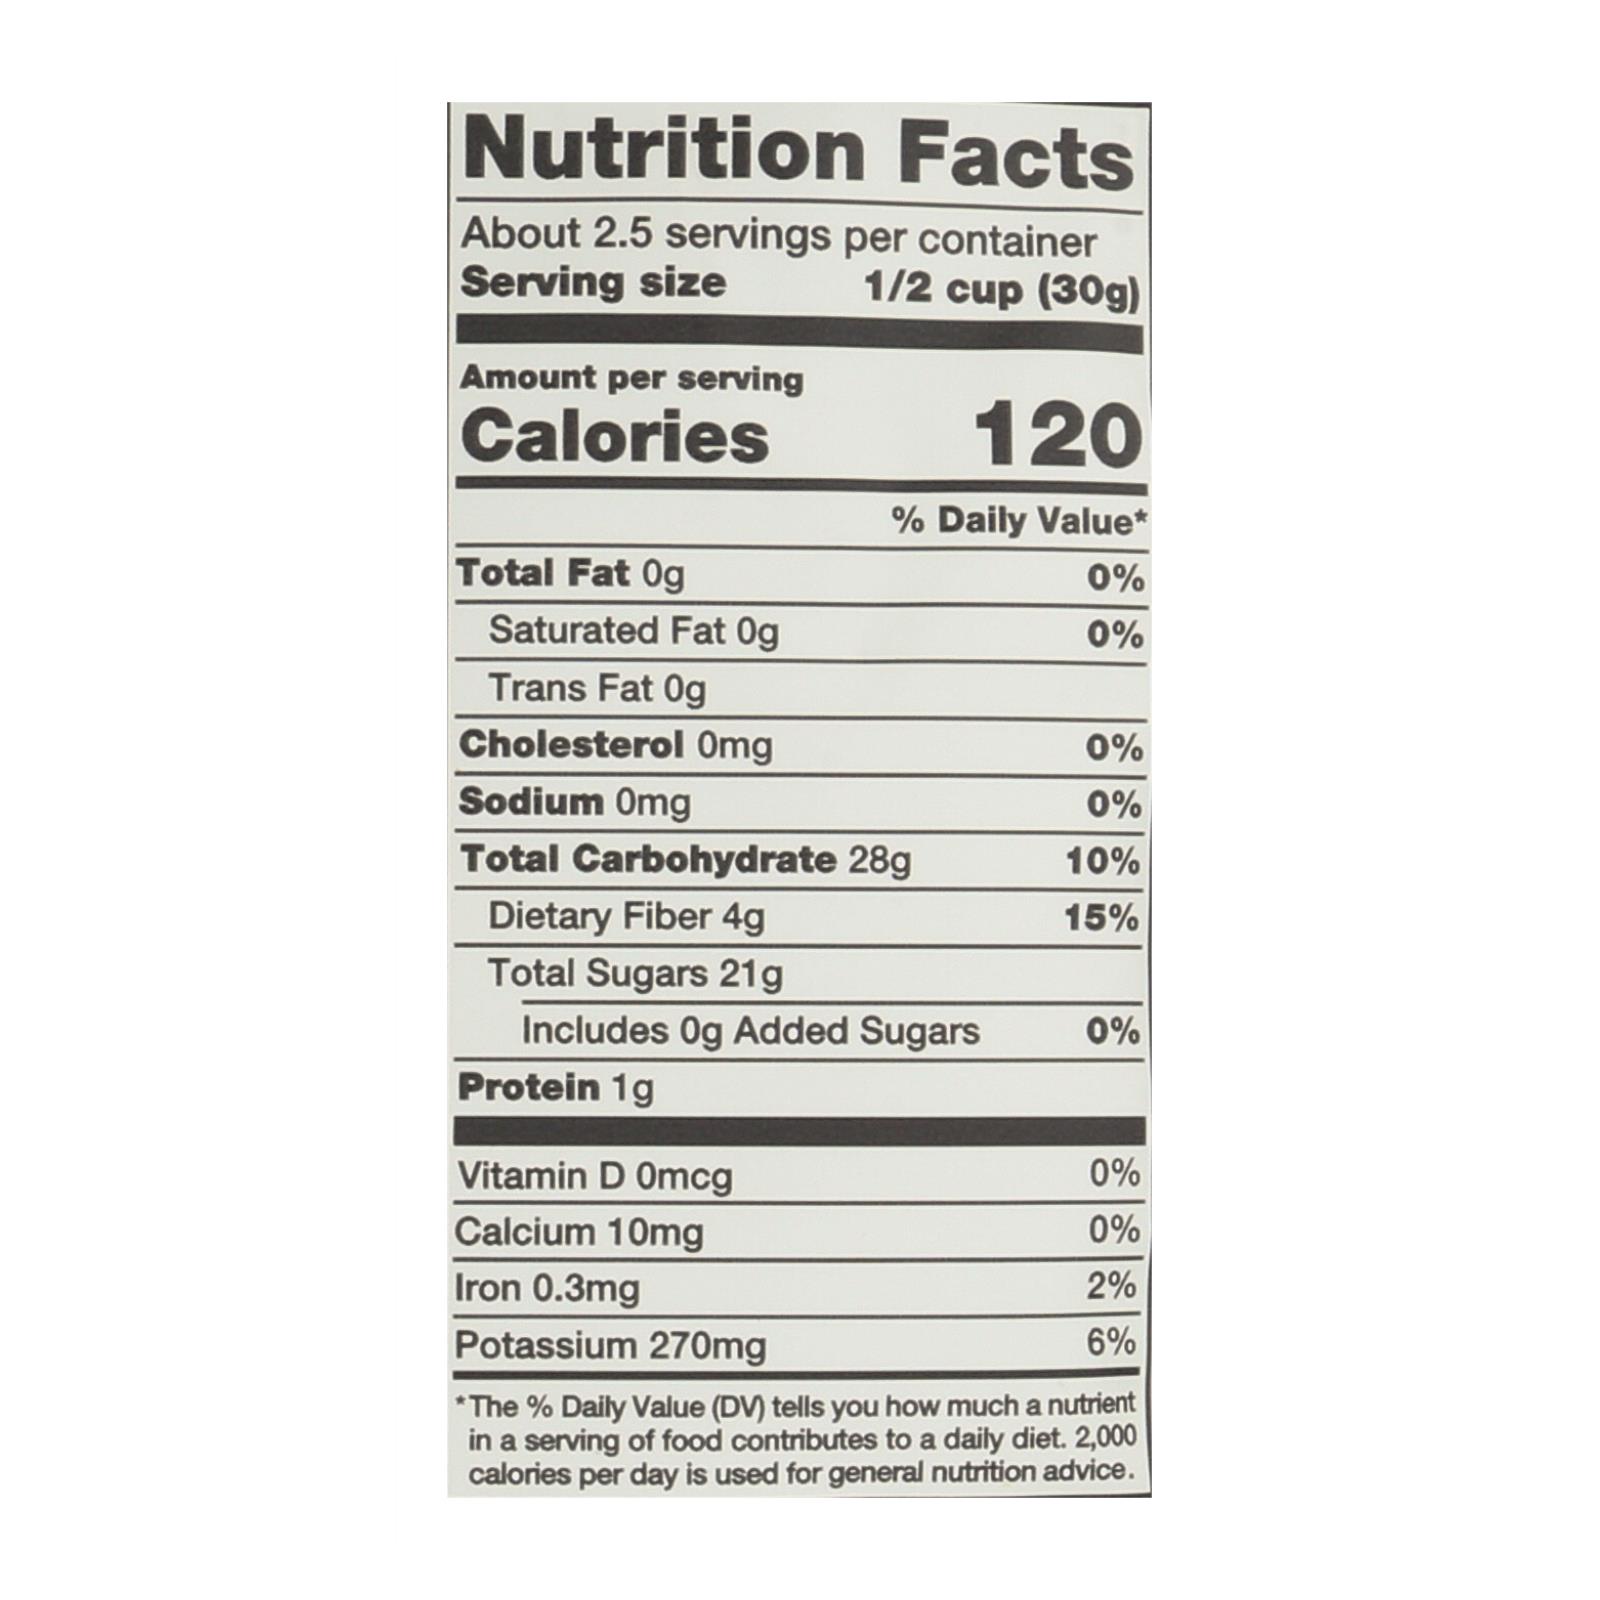 Nutrition Facts
About 2.5 servings per container
Serving size 1/2 cup (30g)
Amount per serving
Calories 120
% Daily Value*
Total Fat 0g 0%
Saturated Fat 0g 0%
Trans Fat 0g
Cholesterol 0mg 0%
Sodium 0mg 0%
Total Carbohydrate 28g 10%
Dietary Fiber 4g 15%
Total Sugars 21g
Includes 0g Added Sugars 0%
Protein 1g
Vitamin D 0mcg 0%
Calcium 10mg 0%
Iron 0.3mg 2%
Potassium 270mg 6%
*The % Daily Value (DV) tells you how much a nutrient
in a serving of food contributes to a daily diet. 2,000
calories per day is used for general nutrition advice.